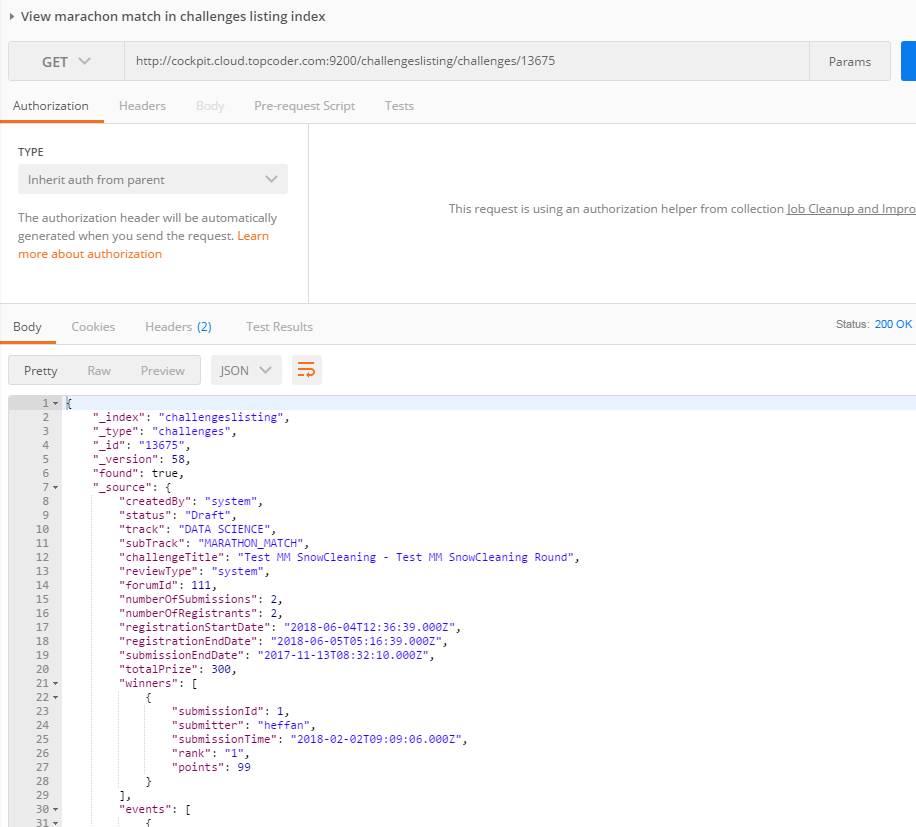 View marachon match in challenges listing index
GET http://cockpit.cloud.topcoder.com:9200/challengeslisting/challenges/13675 Params
Authorization Headers Body Pre-request Script Tests
TYPE
Inherit auth from parent
The authorization header will be automatically
generated when you send the request. Learn
more about authorization
This request is using an authorization helper from collection Job Cleanup and Impro
Body Cookies Headers (2) Test Results Status: 200 OK
Pretty Raw Preview JSON
1 {
2 "_index": "challengeslisting",
3 "_type": "challenges",
4 "_id": "13675",
5 "_version": 58,
6 "found": true,
7 "_source": {
8 "createdBy": "system",
9 "status": "Draft",
10 "track": "DATA SCIENCE",
11 "subTrack": "MARATHON_MATCH",
12 "challengeTitle": "Test MM SnowCleaning - Test MM SnowCleaning Round",
13 "reviewType": "system",
14 "forumId": 111,
15 "numberOfSubmissions": 2,
16 "numberOfRegistrants": 2,
17 "registrationStartDate": "2018-06-04T12:36:39.000Z",
18 "registrationEndDate": "2018-06-05T05:16:39.000Z",
19 "submissionEndDate": "2017-11-13T08:32:10.000Z",
20 "totalPrize": 300,
21 "winners": [
22 {
23 "submissionId": 1,
24 "submitter": "heffan",
25 "submissionTime": "2018-02-02T09:09:06.000Z",
26 "rank": "1",
27 "points": 99
28 }
29 ],
30 "events": [
31 {